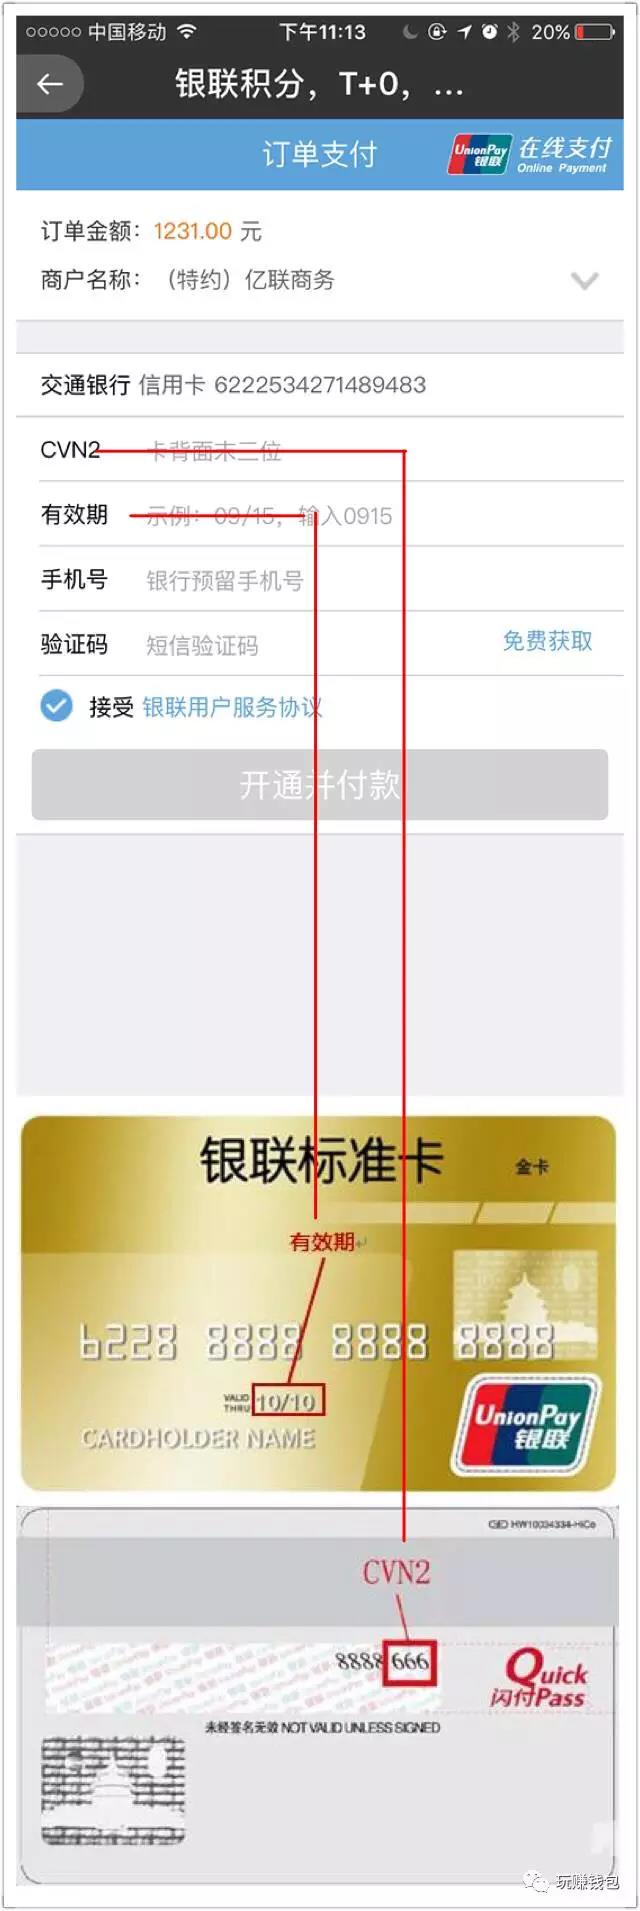 中国移动 下午11:13 20%
银联积分，T+0，...
订单支付 UnionPay 银联 在线支付 Online Payment
订单金额：1231.00 元
商户名称：（特约）亿联商务
交通银行 信用卡 6222534271489483
CVN2 卡背面末三位
有效期 示例：09/15，输入0915
手机号 银行预留手机号
验证码 短信验证码 免费获取
接受 银联用户服务协议
开通并付款
银联标准卡 金卡
有效期
6228 8888 8888 8888
VALID THRU 10/10
CARDHOLDER NAME
UnionPay 银联
CVN2
8888 666
Quick
闪付Pass
未经签名无效 NOT VALID UNLESS SIGNED
玩赚钱包